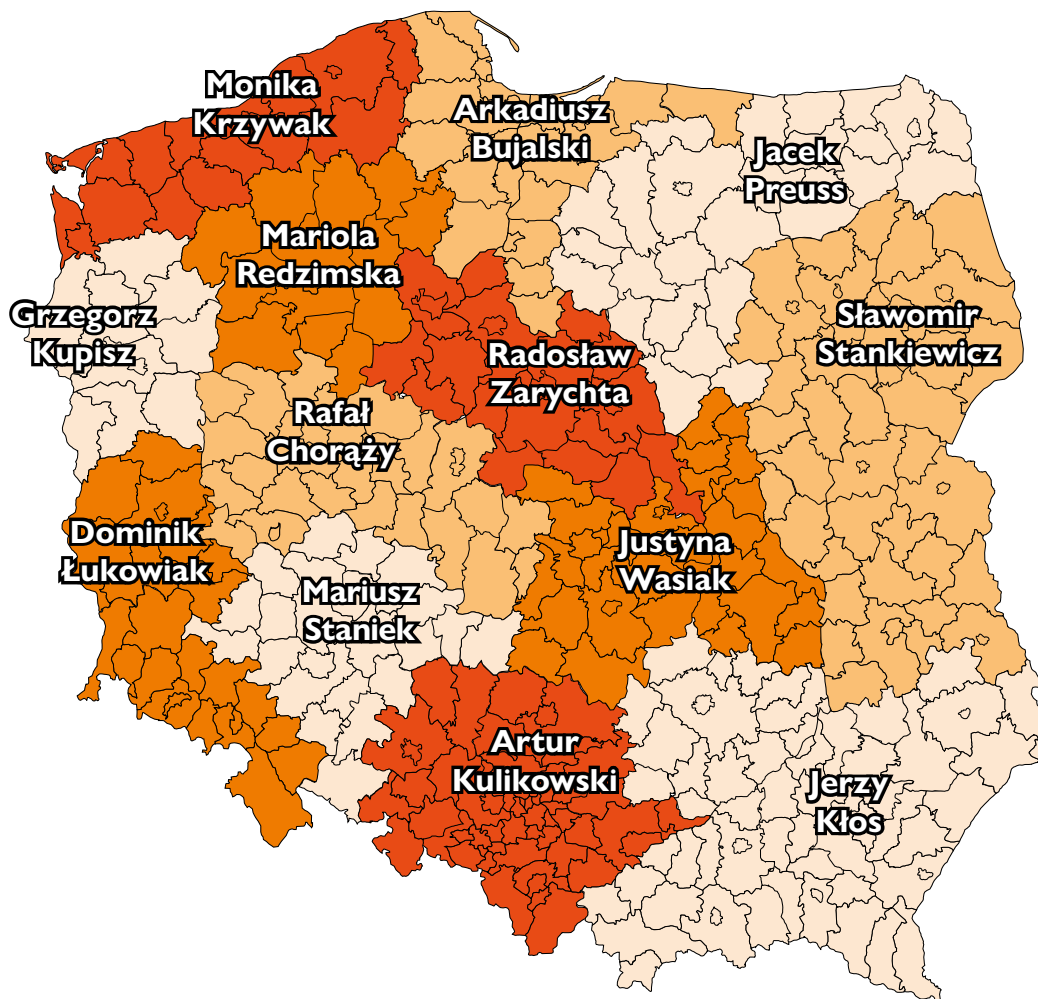 Monika
Krzywak
Arkadiusz
Bujalski
Jacek
Preuss
Mariola
Redzimska
Grzegorz
Kupisz
Sławomir
Stankiewicz
Radosław
Zarychta
Rafał
Chorąży
Dominik
Łukowiak
Justyna
Wasiak
Mariusz
Staniek
Artur
Kulikowski
Jerzy
Kłos